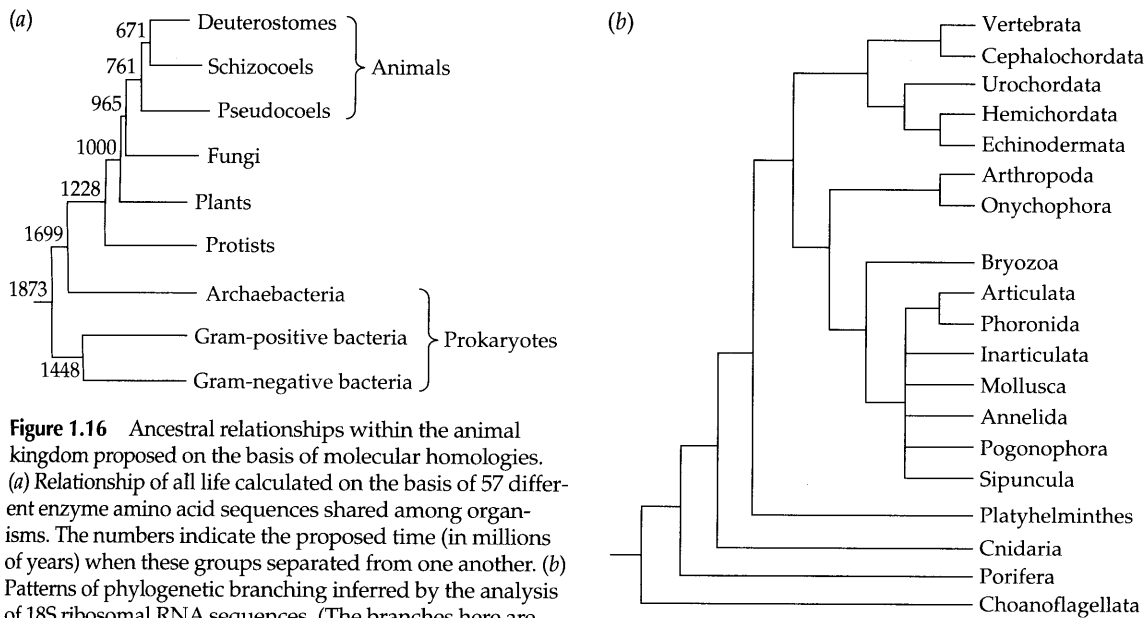 (a)
671
Deuterostomes
761
Schizocoels
Animals
965
Pseudocoels
1000
Fungi
1228
Plants
1699
Protists
1873
Archaebacteria
Gram-positive bacteria
Prokaryotes
1448
Gram-negative bacteria
Figure 1.16 Ancestral relationships within the animal
kingdom proposed on the basis of molecular homologies.
(a) Relationship of all life calculated on the basis of 57 differ-
ent enzyme amino acid sequences shared among organ-
isms. The numbers indicate the proposed time (in millions
of years) when these groups separated from one another. (b)
Patterns of phylogenetic branching inferred by the analysis
of 18S ribosomal RNA sequences. (The branches here are
(b)
Vertebrata
Cephalochordata
Urochordata
Hemichordata
Echinodermata
Arthropoda
Onychophora
Bryozoa
Articulata
Phoronida
Inarticulata
Mollusca
Annelida
Pogonophora
Sipuncula
Platyhelminthes
Cnidaria
Porifera
Choanoflagellata